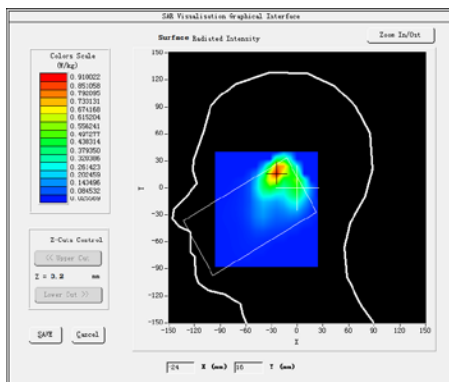 SAR Visualisation Graphical Interface
Surface Radiated Intensity
Zoom In/Out
Colors Scale
(W/kg)
0.910022
0.851058
0.792095
0.733131
0.674168
0.615204
0.556241
0.497277
0.438314
0.379350
0.320386
0.261423
0.202459
0.143496
0.084532
0.025569
Z-Cuts Control
<< Upper Cut
Z = 3.2 mm
Lower Cut >>
SAVE
Cancel
150
120
90
60
30
0
-30
-60
-90
-120
-150
Y
-150 -120 -90 -60 -30 0 30 60 90 120 150
X
-24 X (mm) 16 Y (mm)